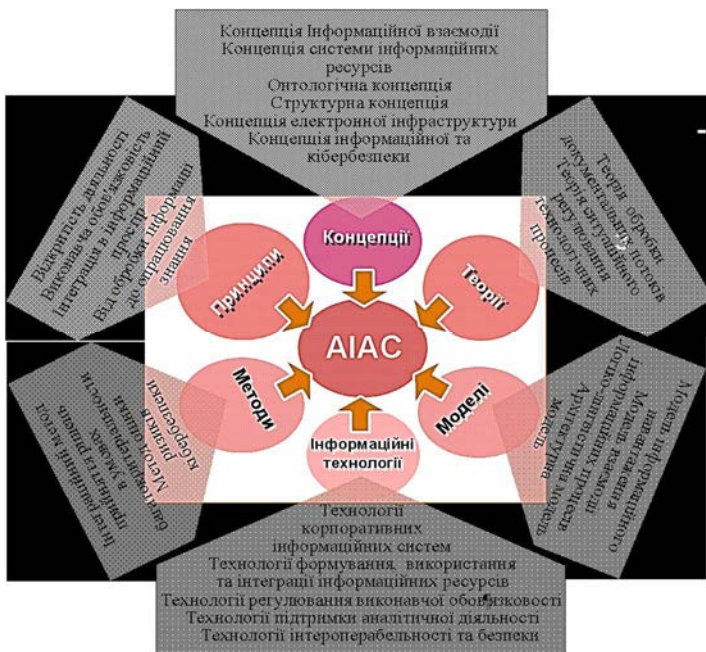 Концепція Інформаційної взаємодії
Концепція системи інформаційних
ресурсів
Онтологічна концепція
Структурна концепція
Концепція електронної інфраструктури
Концепція інформаційної та
кібербезпеки
Відкритість діяльності
Виконавча обов'язковість
Інтеграція в інформаційний
простір
Від обробки інформації
до опрацювання
знання
Теорія обробки
документальних потоків
Теорія ситуаційного
регулювання
технологічних
процесів
Концепції
Принципи
Теорії
АІАС
Методи
Моделі
Інформаційні
технології
Інтеграційний метод
прийняття рішень
в умовах
багатокритеріальності
Метод оцінки
ризиків
кібербезпеки
Модель інформаційного
навантаження
Модель взаємодії
інформаційних процесів
Логіко-лінгвістична модель
Архітектурна
модель
Технології
корпоративних
інформаційних систем
Технології формування, використання
та інтеграції інформаційних ресурсів
Технології регулювання виконавчої обов'язковості
Технології підтримки аналітичної діяльності
Технології інтероперабельності та безпеки